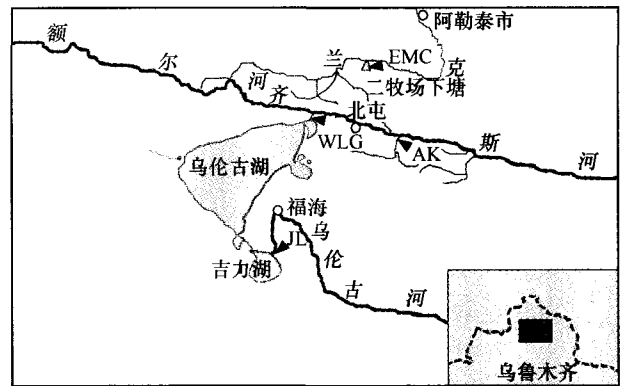 阿勒泰市
额尔齐斯河
兰
克
河
EMC
二牧场下塘
北屯
WLG
AK
乌伦古湖
福海
JL
乌伦古河
吉力湖
乌鲁木齐